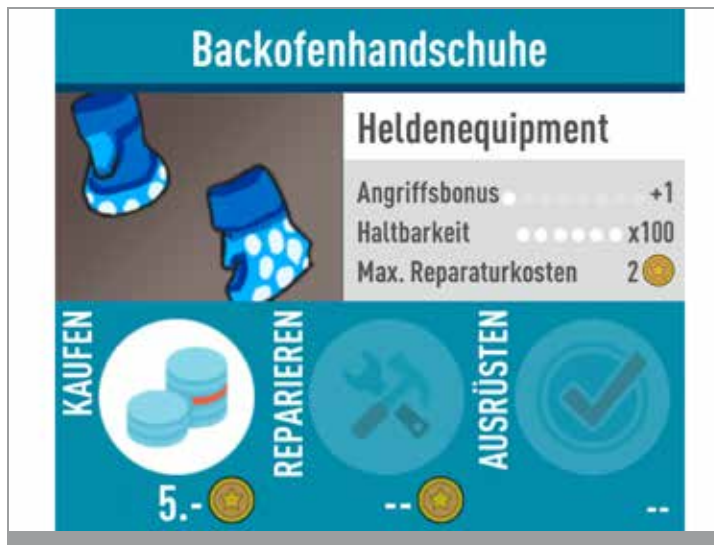 Backofenhandschuhe
Heldenequipment
Angriffsbonus +1
Haltbarkeit x100
Max. Reparaturkosten 2
KAUFEN
REPARIEREN
AUSRÜSTEN
5.-
--
--